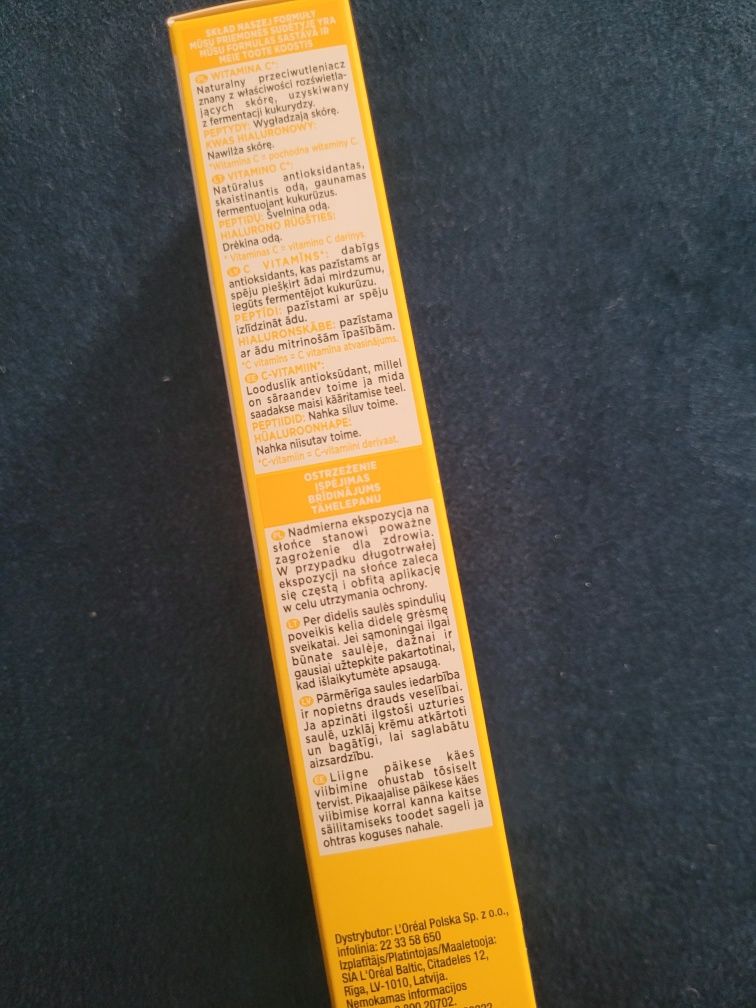 SKŁAD NASZEJ FORMUŁY
MŪSŲ PRIEMONĖS SUDĖTYJE YRA
MŪSU FORMULAS SASTĀVĀ IR
MEIE TOOTE KOOSTIS
PL WITAMINA C*:
Naturalny przeciwutleniacz
znany z właściwości rozświetla-
jących skórę, uzyskiwany
z fermentacji kukurydzy.
PEPTYDY: Wygładzają skórę.
KWAS HIALURONOWY:
Nawilża skórę.
*Witamina C = pochodna witaminy C.
LT VITAMINO C*:
Natūralus antioksidantas,
skaistinantis odą, gaunamas
fermentuojant kukurūzus.
PEPTIDŲ: Švelnina odą.
HIALURONO RŪGŠTIES:
Drėkina odą.
* Vitaminas C = vitamino C darinys.
LV C VITAMĪNS*: dabīgs
antioksidants, kas pazīstams ar
spēju piešķirt ādai mirdzumu,
iegūts fermentējot kukurūzu.
PEPTĪDI: pazīstami ar spēju
izlīdzināt ādu.
HIALURONSKĀBE: pazīstama
ar ādu mitrinošām īpašībām.
*C vitamīns = C vitamīna atvasinājums.
EE C-VITAMIIN*:
Looduslik antioksüdant, millel
on säraandev toime ja mida
saadakse maisi kääritamise teel.
PEPTIIDID: Nahka siluv toime.
HÜALUROONHAPE:
Nahka niisutav toime.
*C-vitamiin = C-vitamiini derivaat.
OSTRZEŻENIE
ĮSPĖJIMAS
BRĪDINĀJUMS
TÄHELEPANU
PL Nadmierna ekspozycja na
słońce stanowi poważne
zagrożenie dla zdrowia.
W przypadku długotrwałej
ekspozycji na słońce zaleca
się częstą i obfitą aplikację
w celu utrzymania ochrony.
LT Per didelis saulės spindulių
poveikis kelia didelę grėsmę
sveikatai. Jei sąmoningai ilgai
būnate saulėje, dažnai ir
gausiai užtepkite pakartotinai,
kad išlaikytumėte apsaugą.
LV Pārmērīga saules iedarbība
ir nopietns drauds veselībai.
Ja apzināti ilgstoši uzturies
saulē, uzklāj krēmu atkārtoti
un bagātīgi, lai saglabātu
aizsardzību.
EE Liigne päikese käes
viibimine ohustab tõsiselt
tervist. Pikaajalise päikese käes
viibimise korral kanna kaitse
säilitamiseks toodet sageli ja
ohtras koguses nahale.
Dystrybutor: L'Oréal Polska Sp. z o.o.,
infolinia: 22 33 58 650
Izplatītājs/Platintojas/Maaletooja:
SIA L'Oréal Baltic, Citadeles 12,
Rīga, LV-1010, Latvija.
Nemokamas informacijos
800 20702.